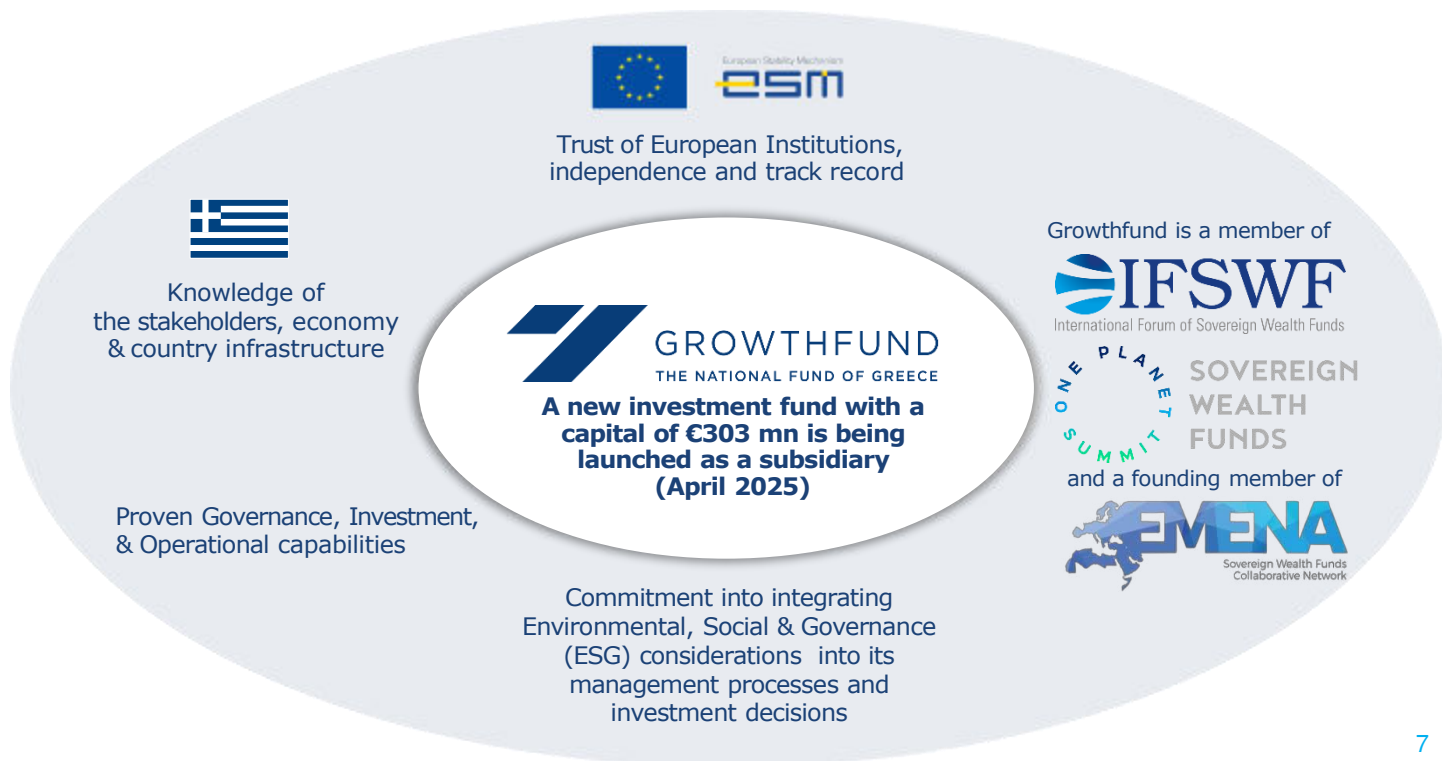 European Stability Mechanism
esm
Trust of European Institutions,
independence and track record
Knowledge of
the stakeholders, economy
& country infrastructure
Growthfund is a member of
IFSWF
International Forum of Sovereign Wealth Funds
ONE PLANET SUMMIT
SOVEREIGN
WEALTH
FUNDS
and a founding member of
EMENA
Sovereign Wealth Funds
Collaborative Network
GROWTHFUND
THE NATIONAL FUND OF GREECE
A new investment fund with a
capital of €303 mn is being
launched as a subsidiary
(April 2025)
Proven Governance, Investment,
& Operational capabilities
Commitment into integrating
Environmental, Social & Governance
(ESG) considerations into its
management processes and
investment decisions
7